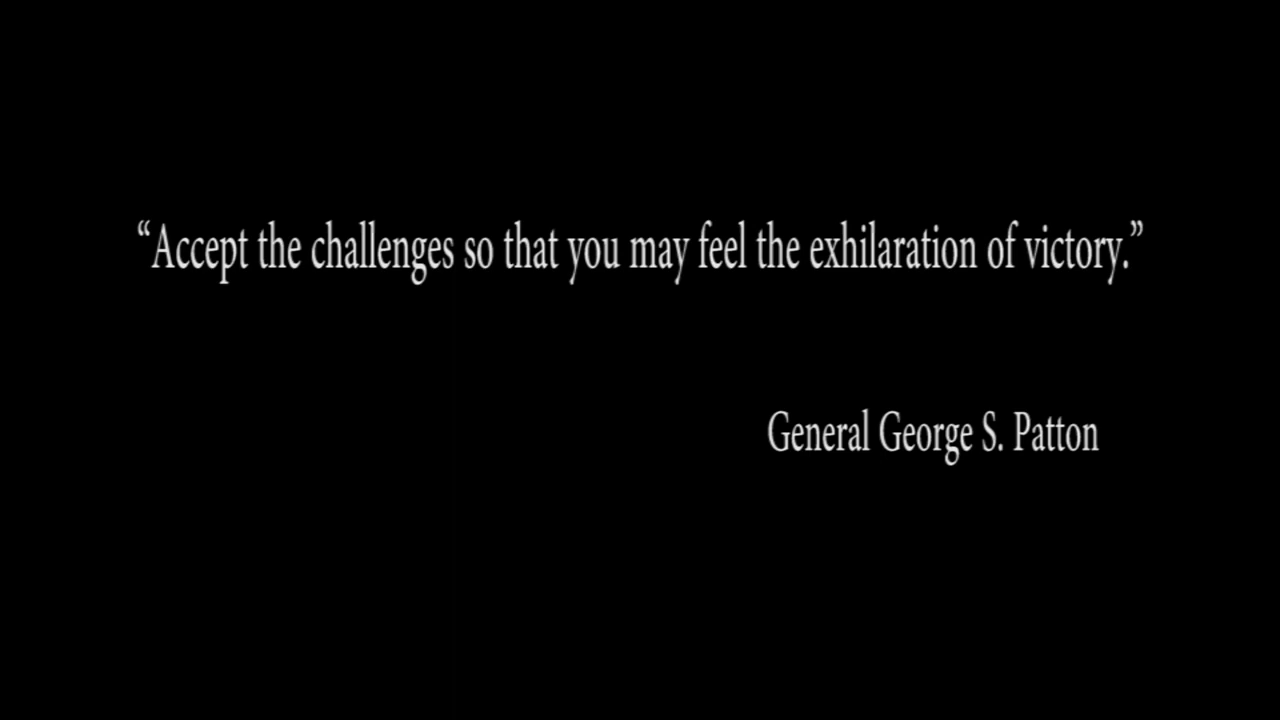 “Accept the challenges so that you may feel the exhilaration of victory.”
General George S. Patton